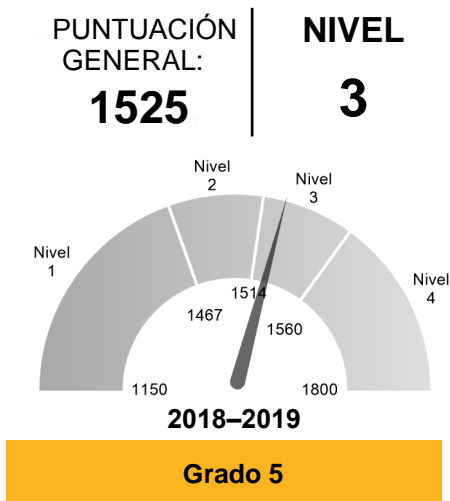 PUNTUACIÓN
GENERAL:
1525
NIVEL
3
Nivel
1
Nivel
2
Nivel
3
Nivel
4
1150
1467
1514
1560
1800
2018–2019
Grado 5